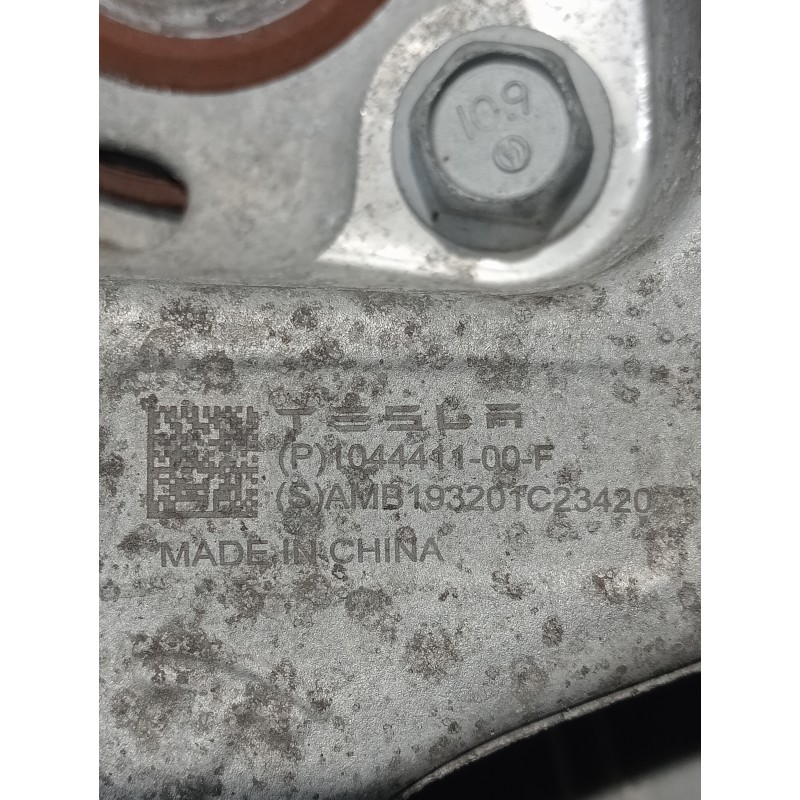 10.9
TESLA
(P)1044411-00-F
(S)AMB193201C23420
MADE IN CHINA